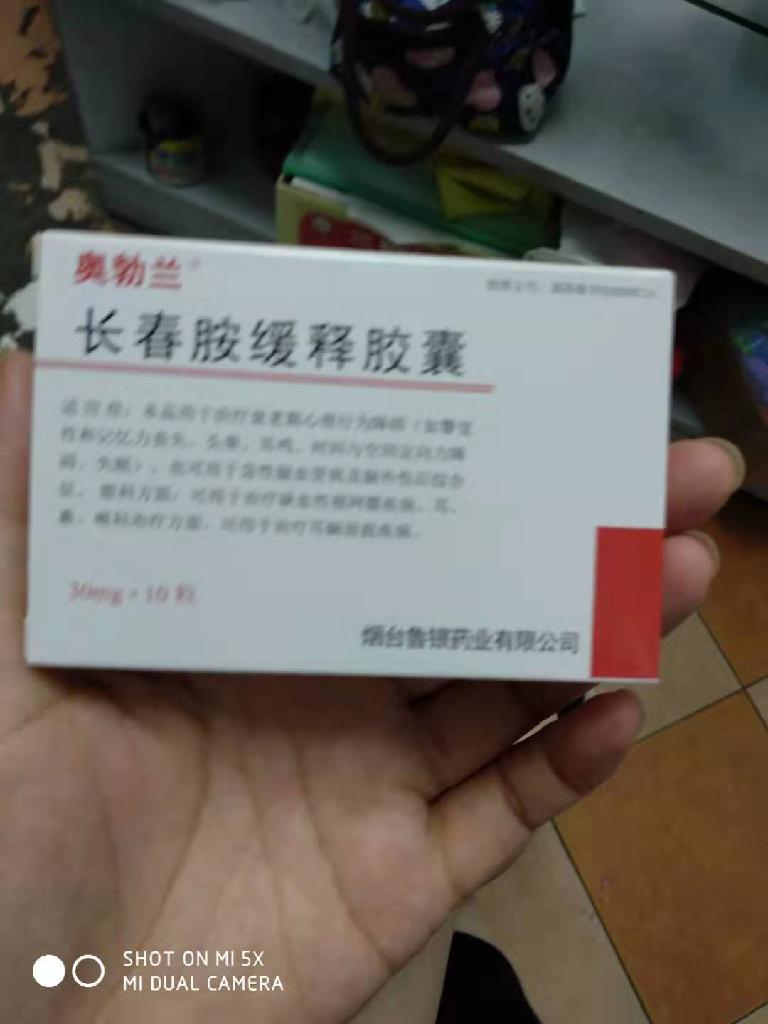 奥勃兰
长春胺缓释胶囊
适应症：本品用于治疗衰老期心理行为障碍（如警觉
性和记忆力丧失、头晕、耳鸣、时间与空间定向力障
碍、失眠），也可用于急性脑血管病及脑外伤后综合
症。眼科方面：可用于治疗缺血性视网膜疾病。耳、
鼻、喉科治疗方面：可用于治疗耳蜗前庭疾病。
30mg×10粒
烟台鲁银药业有限公司
SHOT ON MI 5X
MI DUAL CAMERA